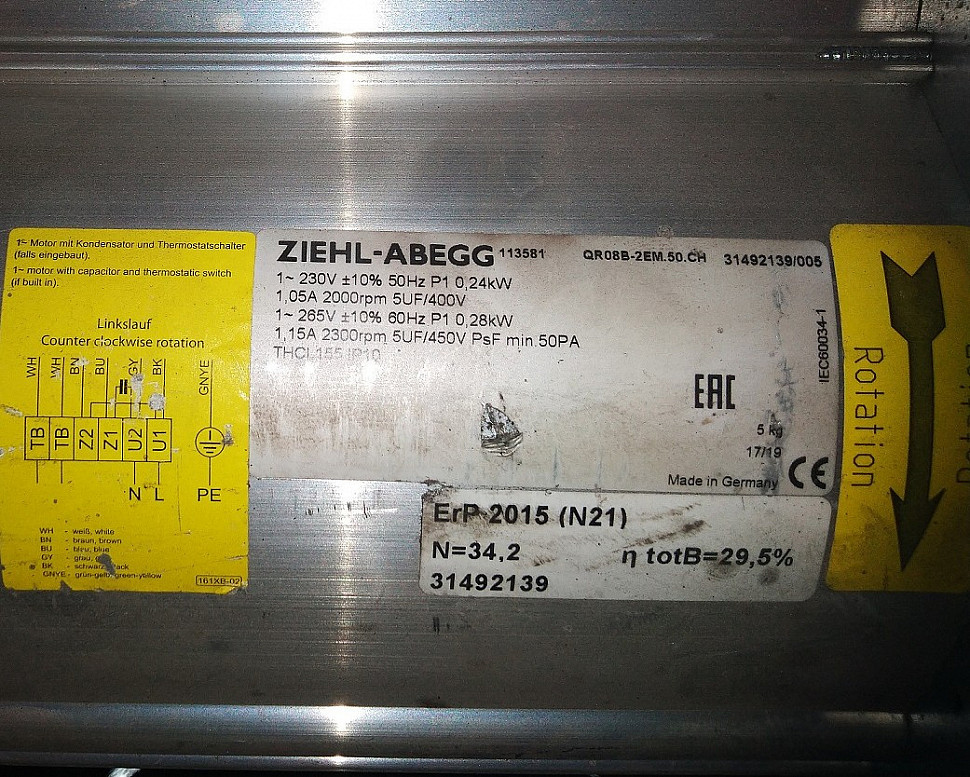 1~ Motor mit Kondensator und Thermostatschalter
(falls eingebaut).
1~ motor with capacitor and thermostatic switch
(if built in).
Linkslauf
Counter clockwise rotation
WH WH BN BU GY BK GNYE
TB TB Z2 Z1 U2 U1
N L PE
WH - weiß, white
BN - braun, brown
BU - bleu, blue
GY - grau,
BK - schwarz,
GNYE - grün-gelb, green-yellow
161XB-02
ZIEHL-ABEGG 113581 QR08B-2EM.50.CH 31492139/005
1~ 230V ±10% 50Hz P1 0,24kW
1,05A 2000rpm 5UF/400V
1~ 265V ±10% 60Hz P1 0,28kW
1,15A 2300rpm 5UF/450V PsF min.50PA
THCL155 IP10
IEC60034-1
EAC
5 kg
17/19
Made in Germany CE
ErP 2015 (N21)
N=34,2 η totB=29,5%
31492139
Rotation